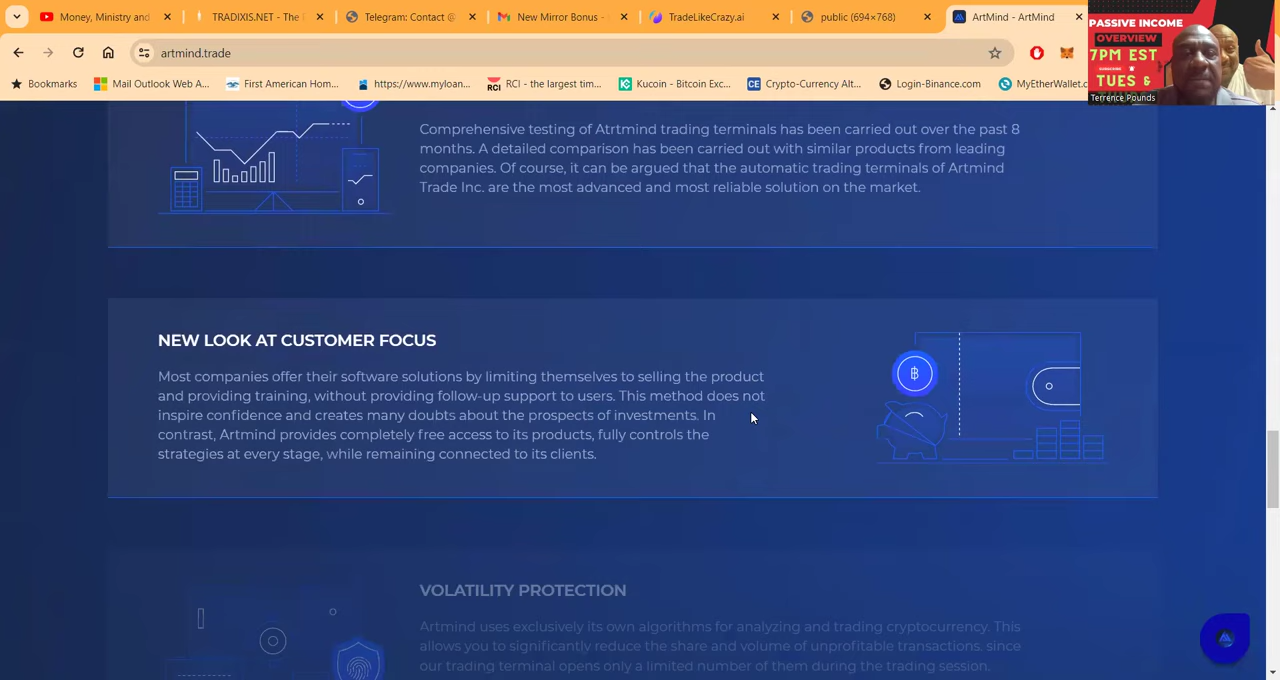 Money, Ministry and
TRADIXIS.NET - The
Telegram: Contact @
New Mirror Bonus -
TradeLikeCrazy.ai
public (694×768)
ArtMind - ArtMind
artmind.trade
Bookmarks
Mail Outlook Web A...
First American Hom...
https://www.myloan...
RCI - the largest tim...
Kucoin - Bitcoin Exc...
Crypto-Currency Alt...
Login-Binance.com
MyEtherWallet.c
PASSIVE INCOME
OVERVIEW
7PM EST
TUES &
Terrence Pounds
Comprehensive testing of Atrtmind trading terminals has been carried out over the past 8
months. A detailed comparison has been carried out with similar products from leading
companies. Of course, it can be argued that the automatic trading terminals of Artmind
Trade Inc. are the most advanced and most reliable solution on the market.
NEW LOOK AT CUSTOMER FOCUS
Most companies offer their software solutions by limiting themselves to selling the product
and providing training, without providing follow-up support to users. This method does not
inspire confidence and creates many doubts about the prospects of investments. In
contrast, Artmind provides completely free access to its products, fully controls the
strategies at every stage, while remaining connected to its clients.
VOLATILITY PROTECTION
Artmind uses exclusively its own algorithms for analyzing and trading cryptocurrency. This
allows you to significantly reduce the share and volume of unprofitable transactions. since
our trading terminal opens only a limited number of them during the trading session.